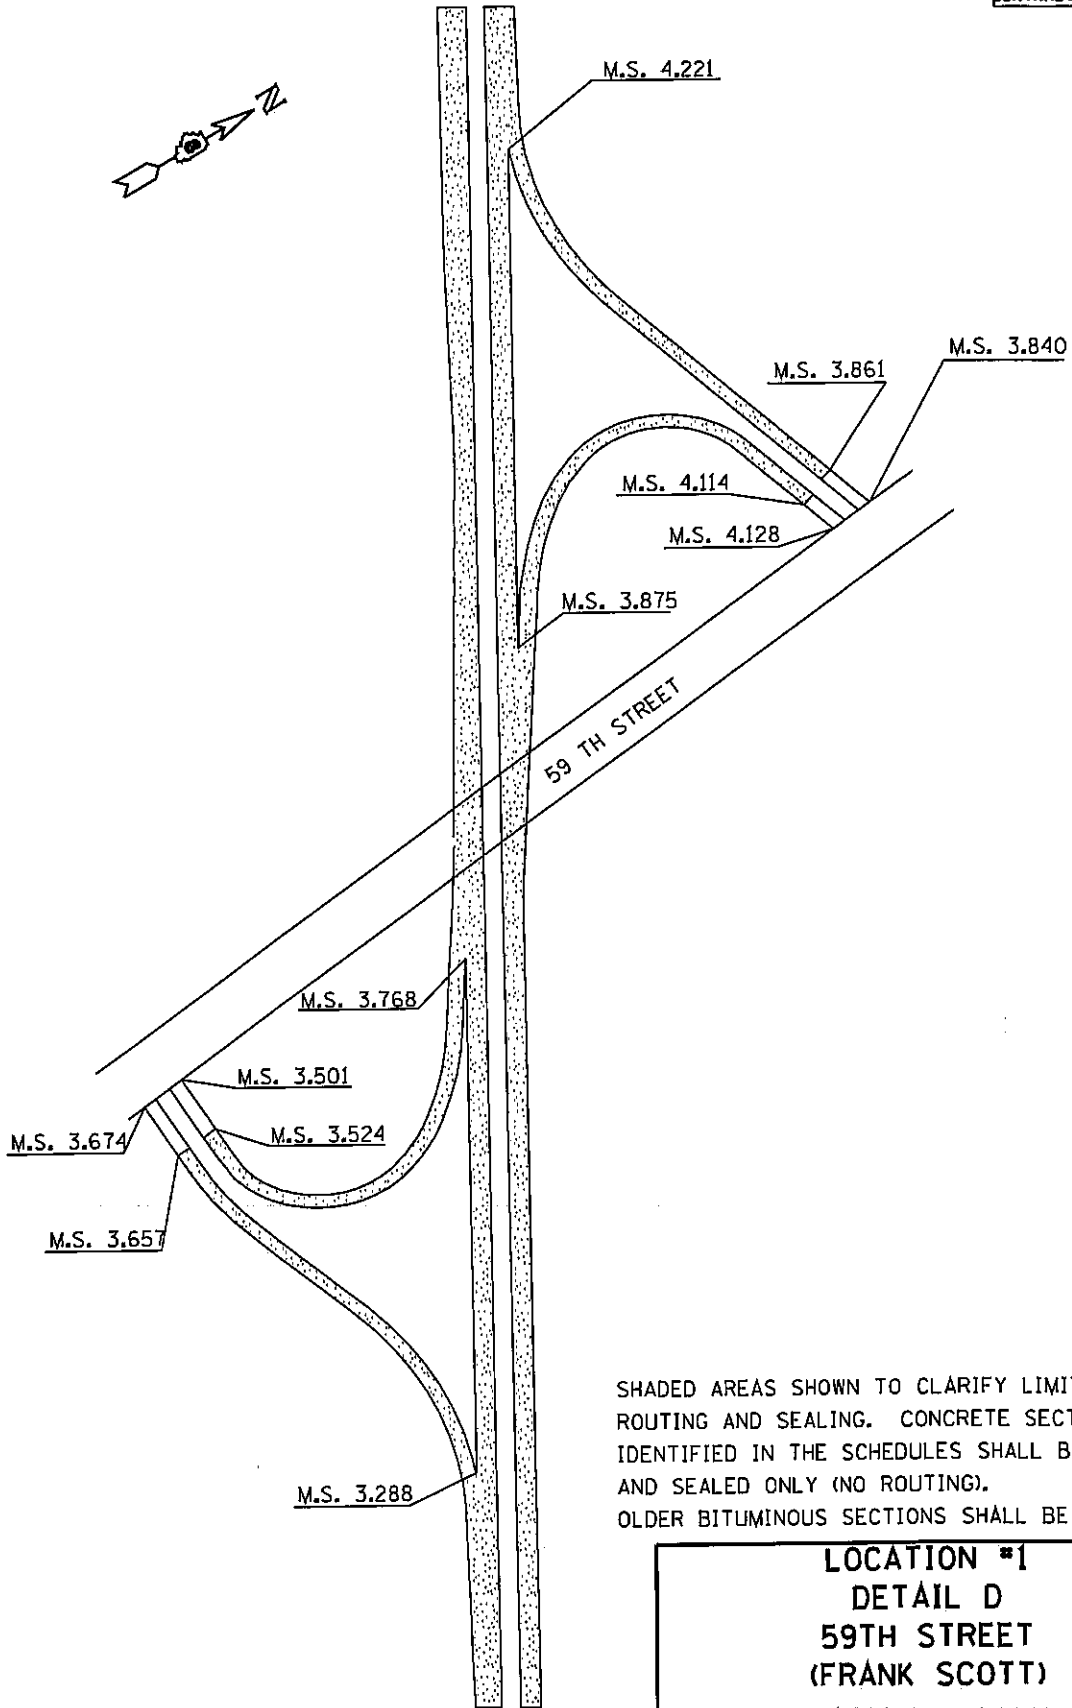 M.S. 4.221
N
M.S. 3.840
M.S. 3.861
M.S. 4.114
M.S. 4.128
M.S. 3.875
59 TH STREET
M.S. 3.768
M.S. 3.501
M.S. 3.524
M.S. 3.674
M.S. 3.657
M.S. 3.288
SHADED AREAS SHOWN TO CLARIFY LIMI
ROUTING AND SEALING. CONCRETE SECT
IDENTIFIED IN THE SCHEDULES SHALL B
AND SEALED ONLY (NO ROUTING).
OLDER BITUMINOUS SECTIONS SHALL BE
LOCATION #1
DETAIL D
59TH STREET
(FRANK SCOTT)